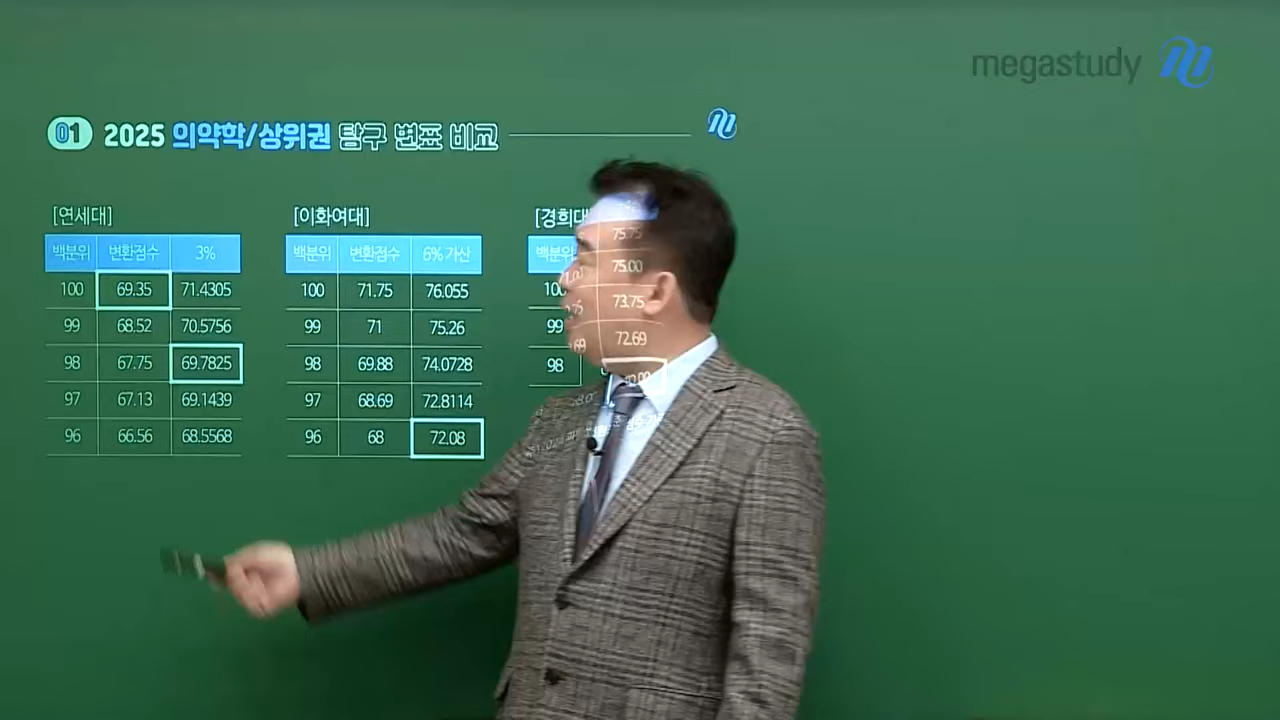 megastudy
01 2025 의약학/상위권 탐구 변표 비교
[연세대]
백분위 변환점수 3%
100 69.35 71.4305
99 68.52 70.5756
98 67.75 69.7825
97 67.13 69.1439
96 66.56 68.5568
[이화여대]
백분위 변환점수 6% 가산
100 71.75 76.055
99 71 75.26
98 69.88 74.0728
97 68.69 72.8114
96 68 72.08
[경희대
백분위
100
99
98
75.75
75.00
73.75
72.69